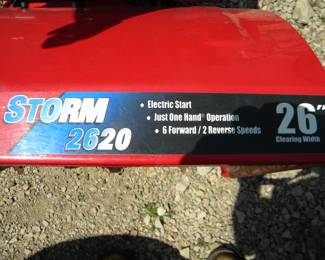 STORM
2620
• Electric Start
• Just One Hand® Operation
• 6 Forward / 2 Reverse Speeds
26"
Clearing Width